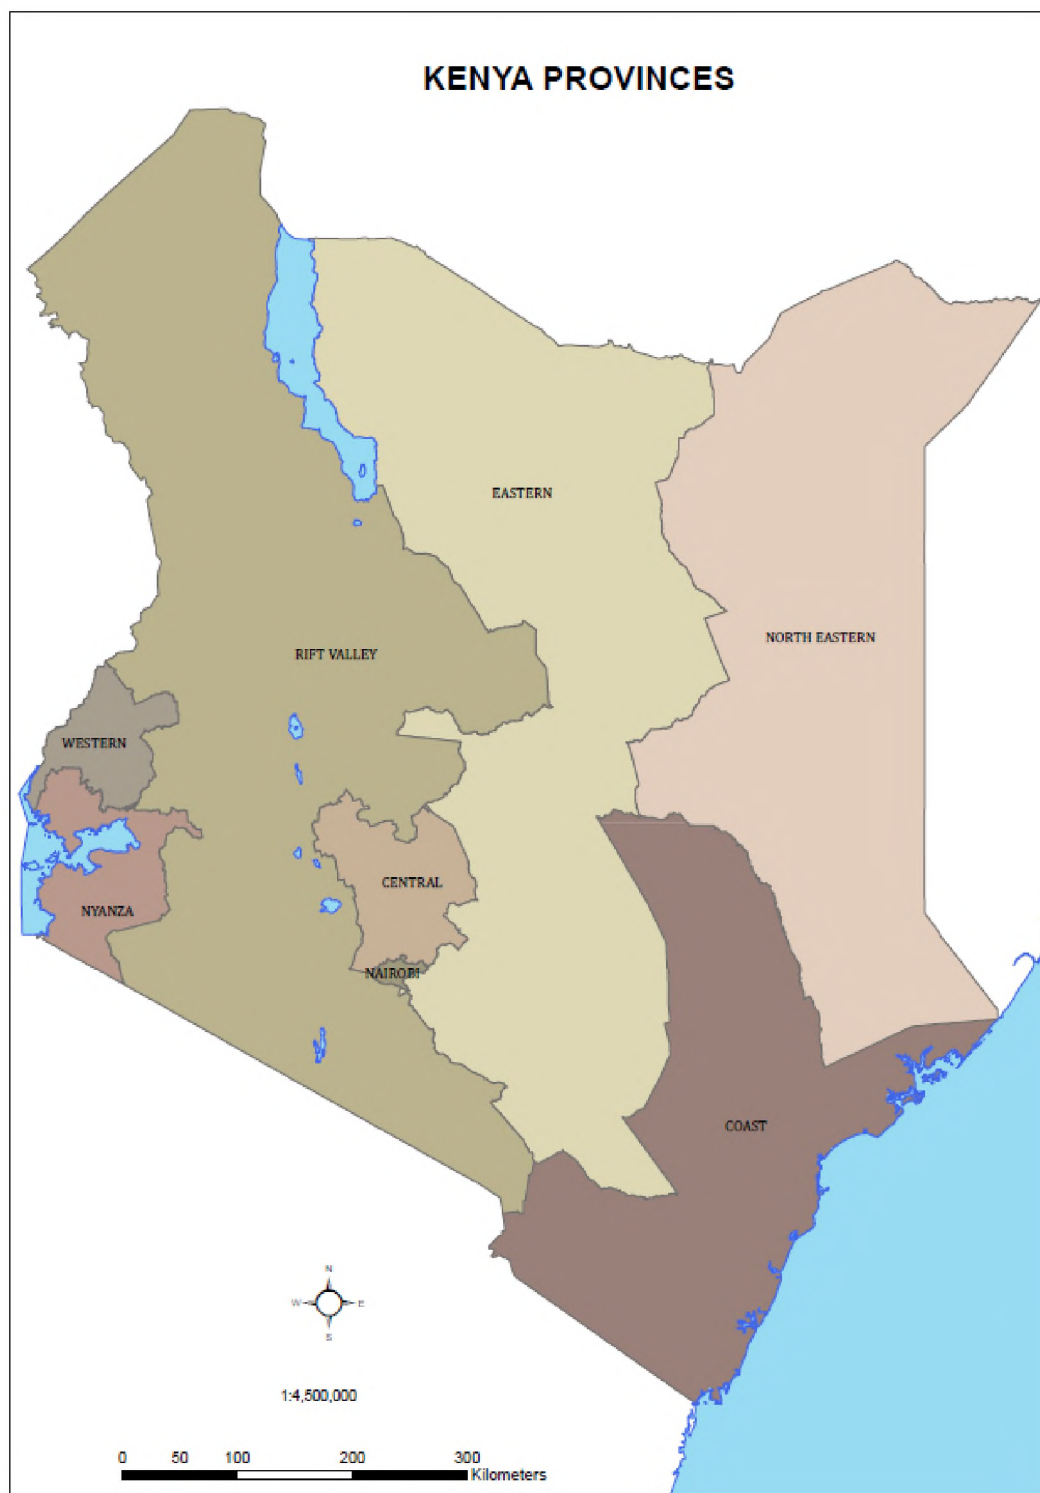 KENYA PROVINCES
EASTERN
NORTH EASTERN
RIFT VALLEY
WESTERN
CENTRAL
NYANZA
NAIROBI
COAST
N
W E
S
1:4,500,000
0 50 100 200 300
Kilometers